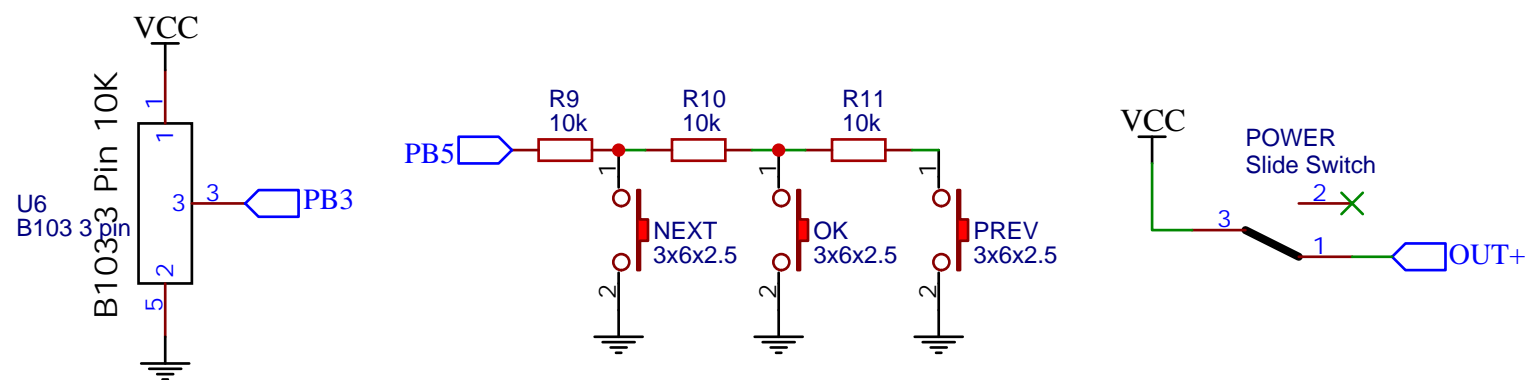 VCC
B103 3 Pin 10K
1
1
3
3
PB3
U6
B103 3 pin
2
5
PB5
R9
10k
R10
10k
R11
10k
1
1
1
NEXT
3x6x2.5
OK
3x6x2.5
PREV
3x6x2.5
2
2
2
VCC
POWER
Slide Switch
2
3
1
OUT+